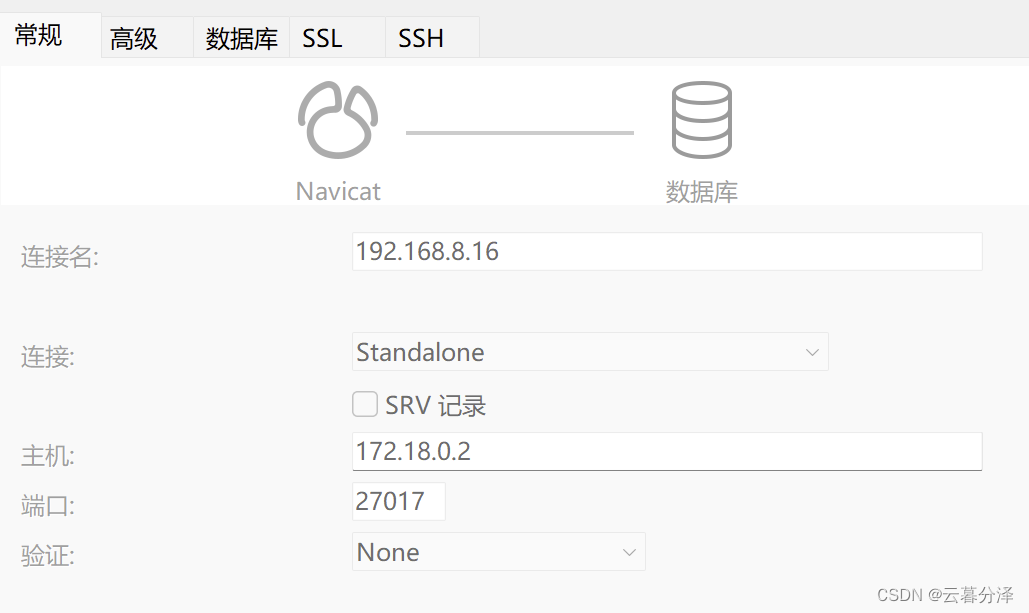 常规 高级 数据库 SSL SSH
Navicat 数据库
连接名: 192.168.8.16
连接: Standalone
SRV 记录
主机: 172.18.0.2
端口: 27017
验证: None
CSDN @云暮分泽